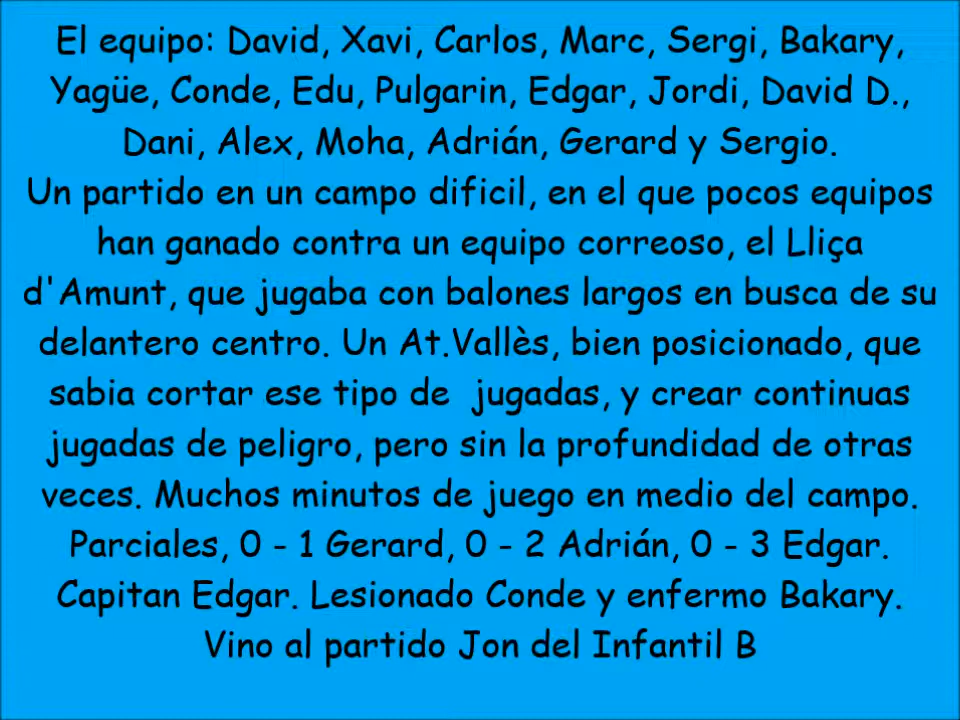 El equipo: David, Xavi, Carlos, Marc, Sergi, Bakary,
Yagüe, Conde, Edu, Pulgarin, Edgar, Jordi, David D.,
Dani, Alex, Moha, Adrián, Gerard y Sergio.
Un partido en un campo dificil, en el que pocos equipos
han ganado contra un equipo correoso, el Lliça
d'Amunt, que jugaba con balones largos en busca de su
delantero centro. Un At.Vallès, bien posicionado, que
sabia cortar ese tipo de  jugadas, y crear continuas
jugadas de peligro, pero sin la profundidad de otras
veces. Muchos minutos de juego en medio del campo.
Parciales, 0 - 1 Gerard, 0 - 2 Adrián, 0 - 3 Edgar.
Capitan Edgar. Lesionado Conde y enfermo Bakary.
Vino al partido Jon del Infantil B